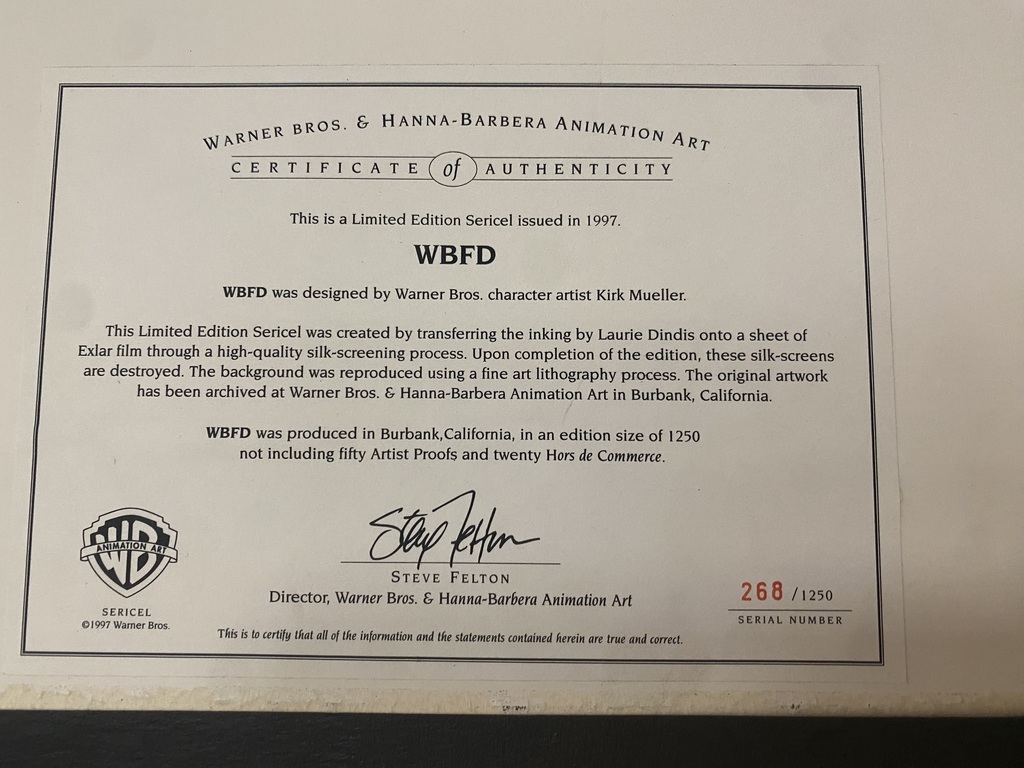 WARNER BROS. & HANNA-BARBERA ANIMATION ART
CERTIFICATE of AUTHENTICITY
This is a Limited Edition Sericel issued in 1997.
WBFD
WBFD was designed by Warner Bros. character artist Kirk Mueller.
This Limited Edition Sericel was created by transferring the inking by Laurie Dindis onto a sheet of
Exlar film through a high-quality silk-screening process. Upon completion of the edition, these silk-screens
are destroyed. The background was reproduced using a fine art lithography process. The original artwork
has been archived at Warner Bros. & Hanna-Barbera Animation Art in Burbank, California.
WBFD was produced in Burbank,California, in an edition size of 1250
not including fifty Artist Proofs and twenty Hors de Commerce.
WB
ANIMATION ART
SERICEL
©1997 Warner Bros.
Steve Felton
STEVE FELTON
Director, Warner Bros. & Hanna-Barbera Animation Art
This is to certify that all of the information and the statements contained herein are true and correct.
268 /1250
SERIAL NUMBER